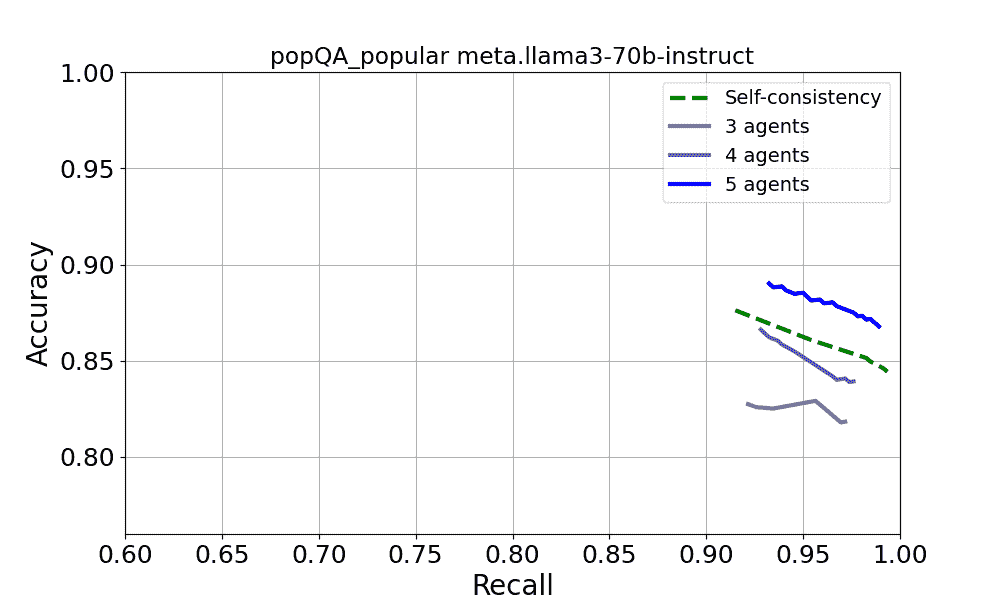 popQA_popular meta.llama3-70b-instruct
1.00
0.95
0.90
0.85
0.80
Accuracy
Self-consistency
3 agents
4 agents
5 agents
0.60 0.65 0.70 0.75 0.80 0.85 0.90 0.95 1.00
Recall